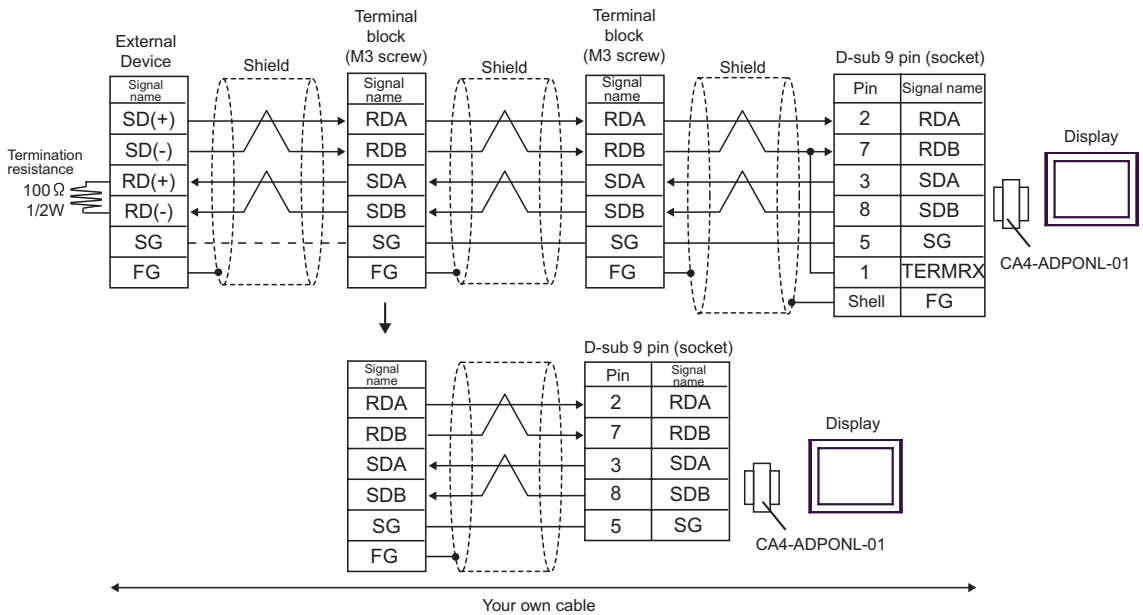 External
Device
Signal
name
SD(+)
SD(-)
RD(+)
RD(-)
SG
FG
Termination
resistance
100Ω
1/2W
Shield
Terminal
block
(M3 screw)
Signal
name
RDA
RDB
SDA
SDB
SG
FG
Shield
Terminal
block
(M3 screw)
Signal
name
RDA
RDB
SDA
SDB
SG
FG
Shield
D-sub 9 pin (socket)
Pin Signal name
2 RDA
7 RDB
3 SDA
8 SDB
5 SG
1 TERMRX
Shell FG
Display
CA4-ADPONL-01
Signal
name
RDA
RDB
SDA
SDB
SG
FG
D-sub 9 pin (socket)
Pin Signal
name
2 RDA
7 RDB
3 SDA
8 SDB
5 SG
Display
CA4-ADPONL-01
Your own cable